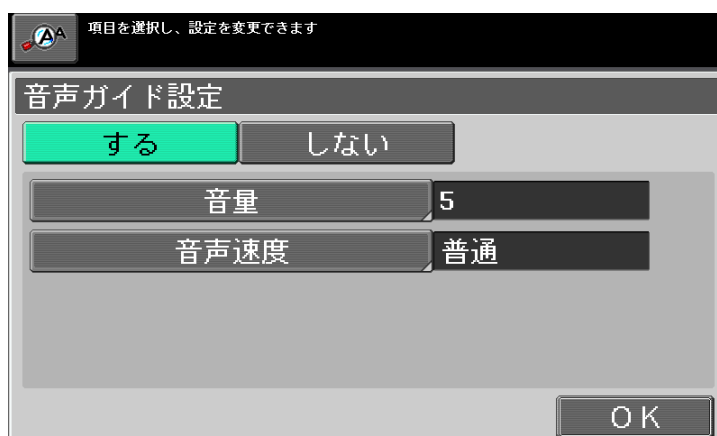 項目を選択し、設定を変更できます
音声ガイド設定
する しない
音量 5
音声速度 普通
OK